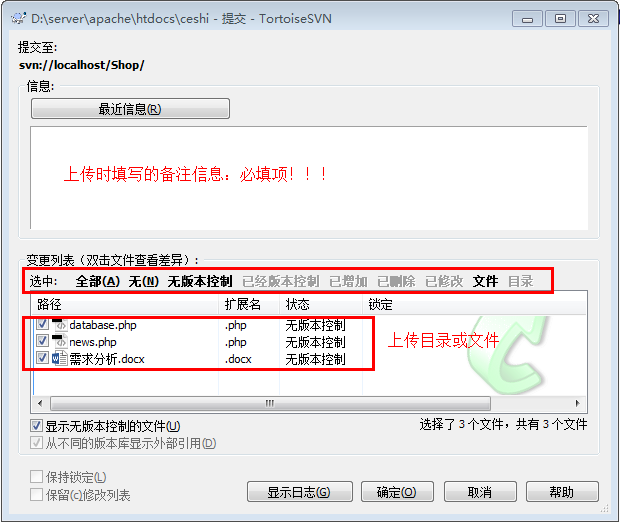 D:\server\apache\htdocs\ceshi - 提交 - TortoiseSVN
提交至:
svn://localhost/Shop/
信息:
最近信息(R)
上传时填写的备注信息：必填项！！！
变更列表（双击文件查看差异）:
选中: 全部(A) 无(N) 无版本控制 已经版本控制 已增加 已删除 已修改 文件 目录
路径 扩展名 状态 锁定
database.php .php 无版本控制
news.php .php 无版本控制
需求分析.docx .docx 无版本控制
上传目录或文件
显示无版本控制的文件(U)
选择了 3 个文件，共有 3 个文件
从不同的版本库显示外部引用(D)
保持锁定(L)
保留(c)修改列表
显示日志(G) 确定(O) 取消 帮助